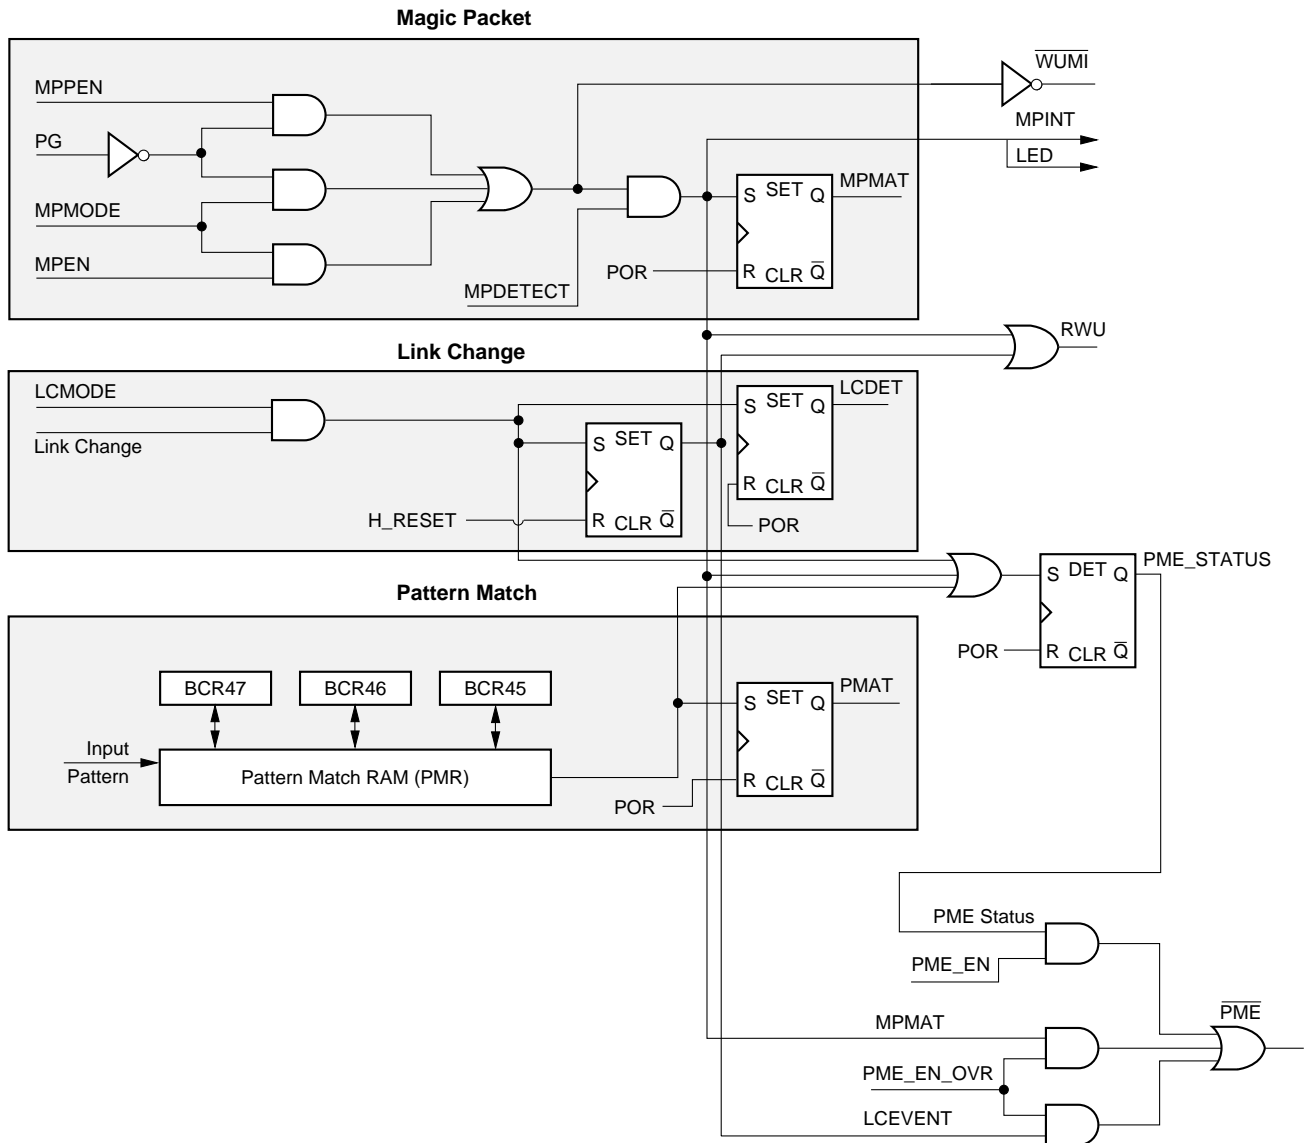 Magic Packet
MPPEN
PG
MPMODE
MPEN
MPDETECT
S SET Q
R CLR Q̅
MPMAT
POR
W̅U̅M̅I̅
MPINT
LED
RWU
Link Change
LCMODE
Link Change
H_RESET
S SET Q
R CLR Q̅
S SET Q
R CLR Q̅
LCDET
POR
S DET Q
R CLR Q̅
PME_STATUS
POR
Pattern Match
BCR47
BCR46
BCR45
Input
Pattern
Pattern Match RAM (PMR)
S SET Q
R CLR Q̅
PMAT
POR
PME Status
PME_EN
MPMAT
PME_EN_OVR
LCEVENT
P̅M̅E̅